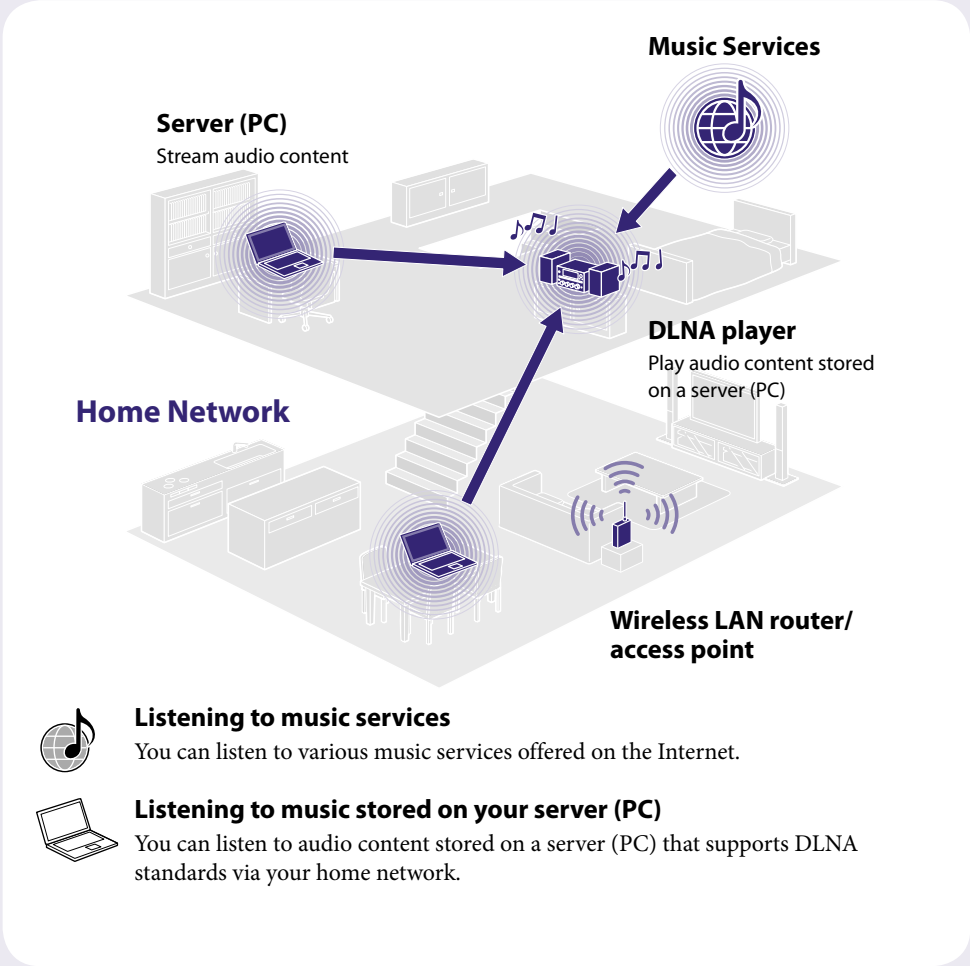 Music Services
Server (PC)
Stream audio content
DLNA player
Play audio content stored
on a server (PC)
Home Network
Wireless LAN router/
access point
Listening to music services
You can listen to various music services offered on the Internet.
Listening to music stored on your server (PC)
You can listen to audio content stored on a server (PC) that supports DLNA
standards via your home network.